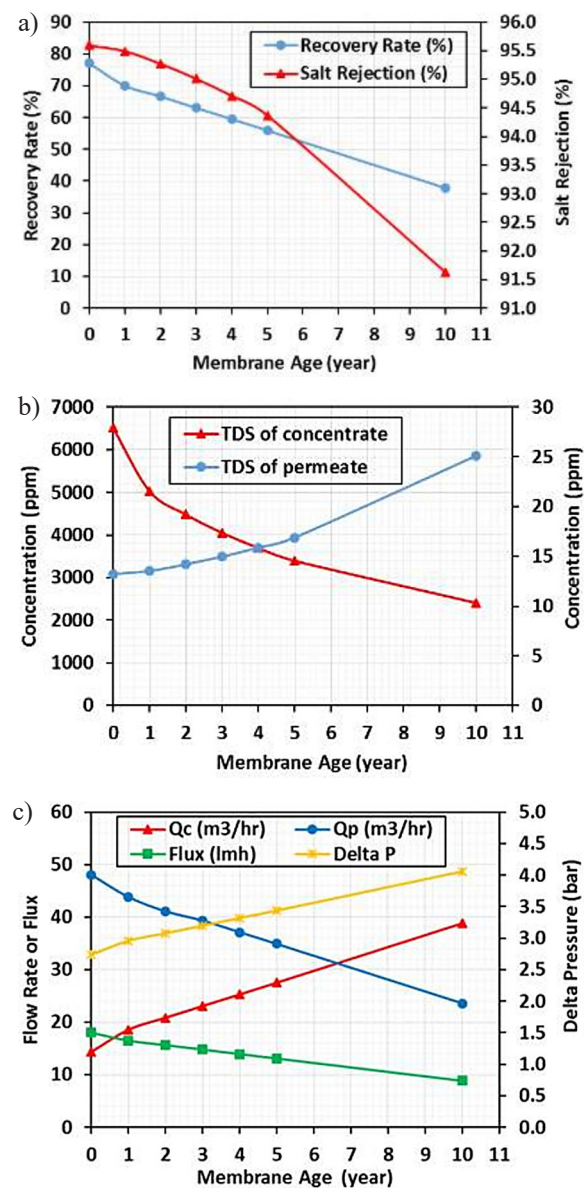 a)
90
80
70
60
50
40
30
20
10
0
Recovery Rate (%)
Recovery Rate (%)
Salt Rejection (%)
96.0
95.5
95.0
94.5
94.0
93.5
93.0
92.5
92.0
91.5
91.0
Salt Rejection (%)
0 1 2 3 4 5 6 7 8 9 10 11
Membrane Age (year)
b)
7000
6000
5000
4000
3000
2000
1000
0
Concentration (ppm)
TDS of concentrate
TDS of permeate
30
25
20
15
10
5
0
Concentration (ppm)
0 1 2 3 4 5 6 7 8 9 10 11
Membrane Age (year)
c)
60
50
40
30
20
10
0
Flow Rate or Flux
Qc (m3/hr) Qp (m3/hr)
Flux (lmh) Delta P
5.0
4.5
4.0
3.5
3.0
2.5
2.0
1.5
1.0
0.5
0.0
Delta Pressure (bar)
0 1 2 3 4 5 6 7 8 9 10 11
Membrane Age (year)